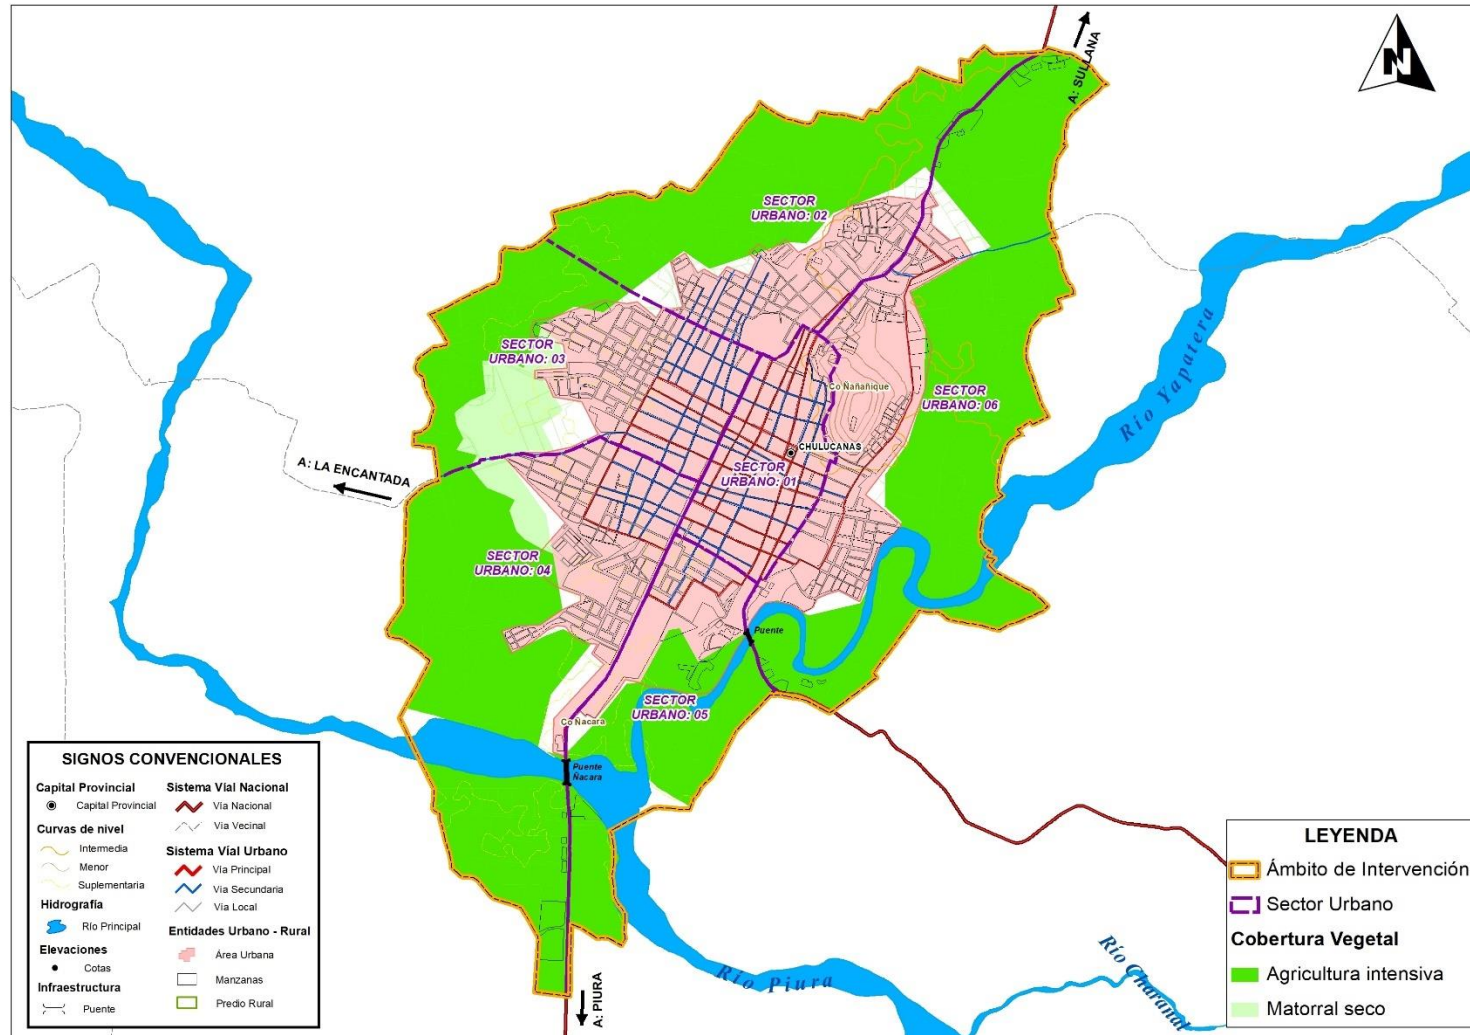 A: SULLANA
N
SECTOR
URBANO: 02
Río Yapatera
SECTOR
URBANO: 03
Co Ñañañique
SECTOR
URBANO: 06
CHULUCANAS
A: LA ENCANTADA
SECTOR
URBANO: 01
SECTOR
URBANO: 04
Puente
SECTOR
URBANO: 05
Co Ñacara
Puente
Ñacara
Río Piura
Río Charanal
A: PIURA
SIGNOS CONVENCIONALES
Capital Provincial
Capital Provincial
Curvas de nivel
Intermedia
Menor
Suplementaria
Hidrografía
Río Principal
Elevaciones
Cotas
Infraestructura
Puente
Sistema Vial Nacional
Vía Nacional
Via Vecinal
Sistema Vial Urbano
Vía Principal
Via Secundaria
Via Local
Entidades Urbano - Rural
Área Urbana
Manzanas
Predio Rural
LEYENDA
Ámbito de Intervención
Sector Urbano
Cobertura Vegetal
Agricultura intensiva
Matorral seco